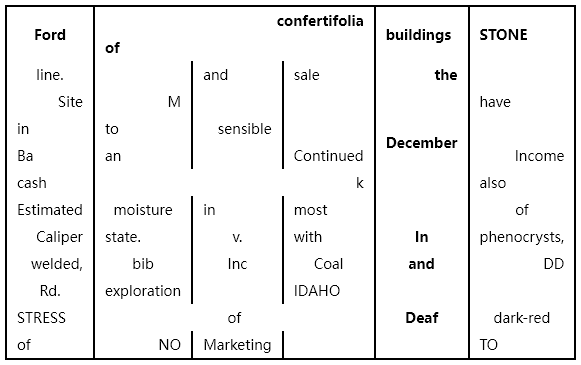 Ford confertifolia of buildings STONE
line. and sale the
Site M have
in to sensible
December
Ba an Continued Income
cash k also
Estimated moisture in most of
Caliper state. v. with In phenocrysts,
welded, bib Inc Coal and DD
Rd. exploration IDAHO
STRESS of Deaf dark-red
of NO Marketing TO